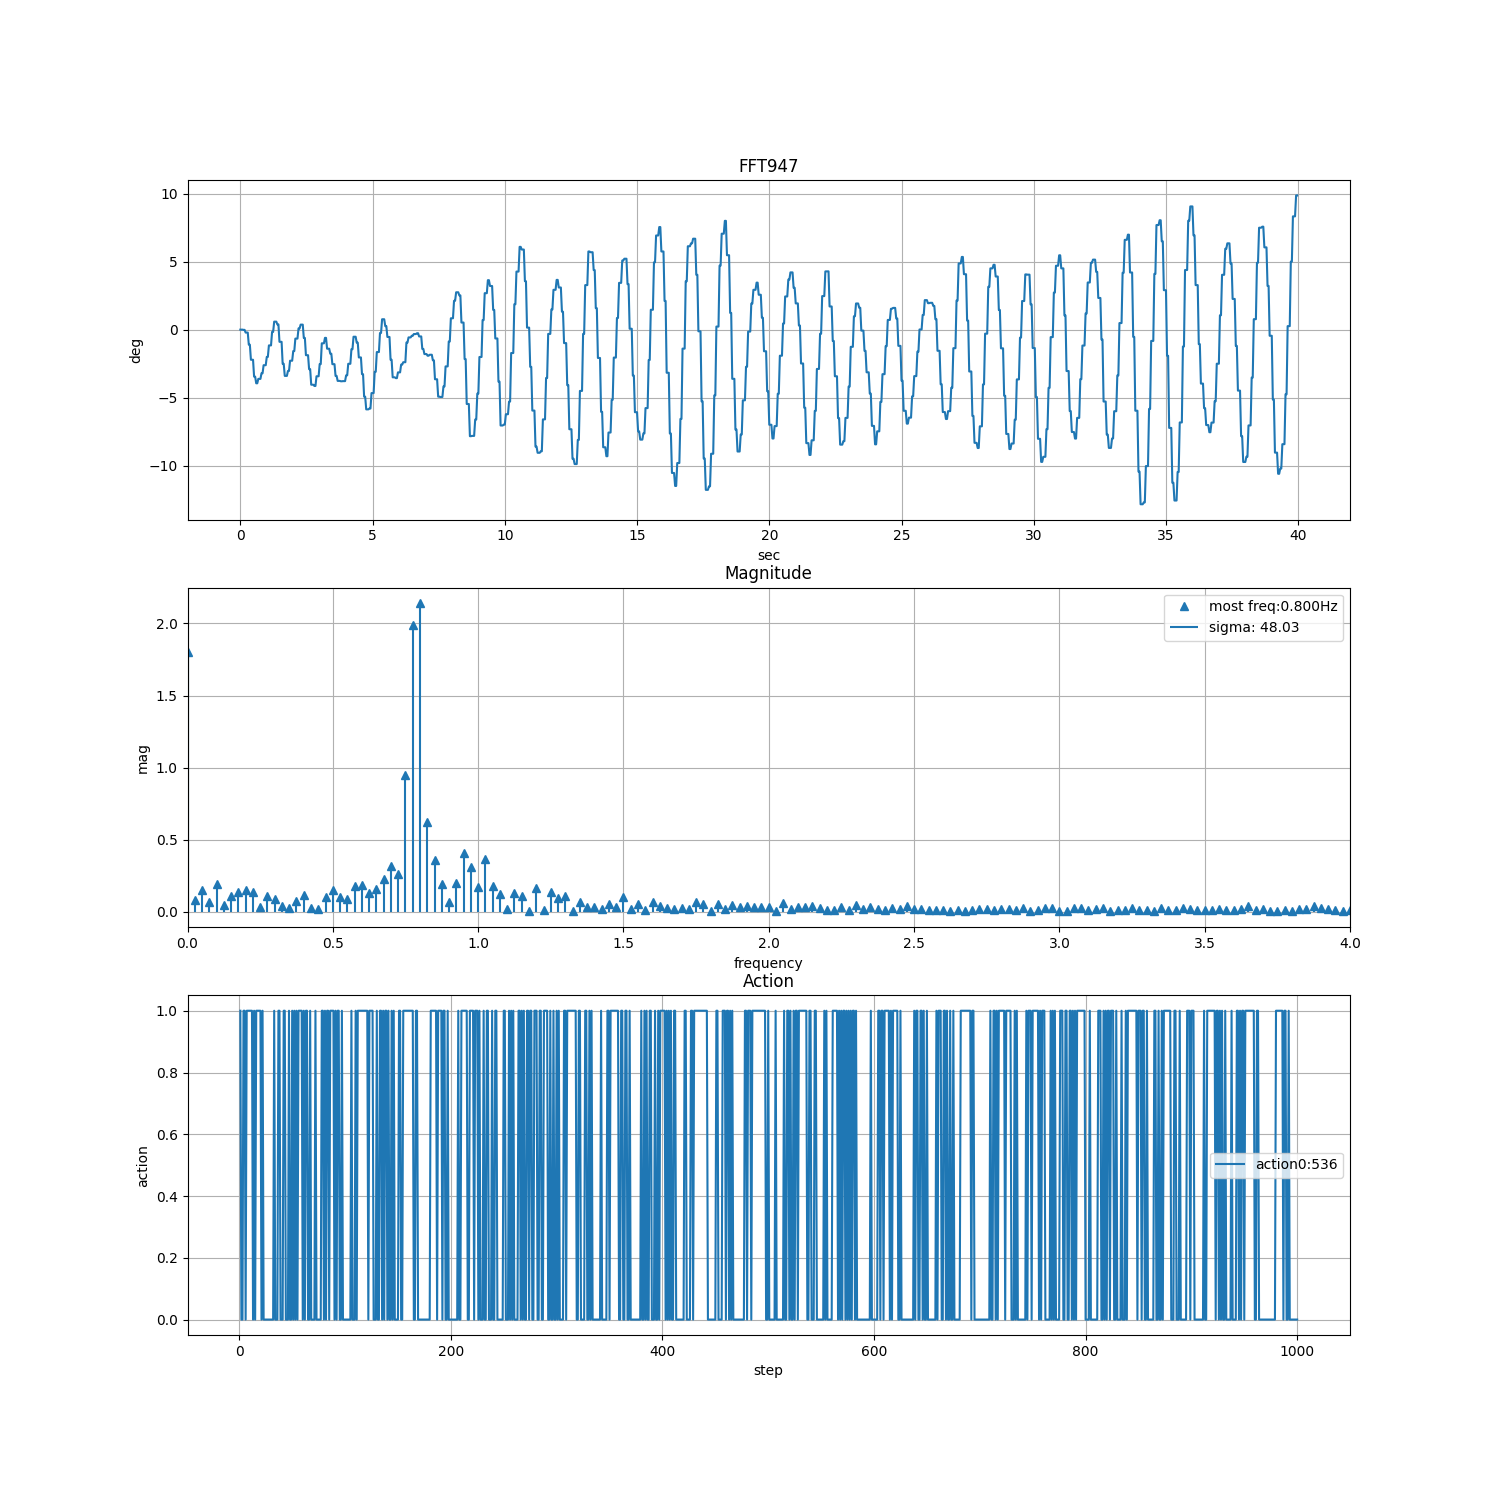 FFT947
10
5
0
−5
−10
deg
0 5 10 15 20 25 30 35 40
sec
Magnitude
2.0
1.5
1.0
0.5
0.0
mag
most freq:0.800Hz
sigma: 48.03
0.0 0.5 1.0 1.5 2.0 2.5 3.0 3.5 4.0
frequency
Action
1.0
0.8
0.6
0.4
0.2
0.0
action
action0:536
0 200 400 600 800 1000
step